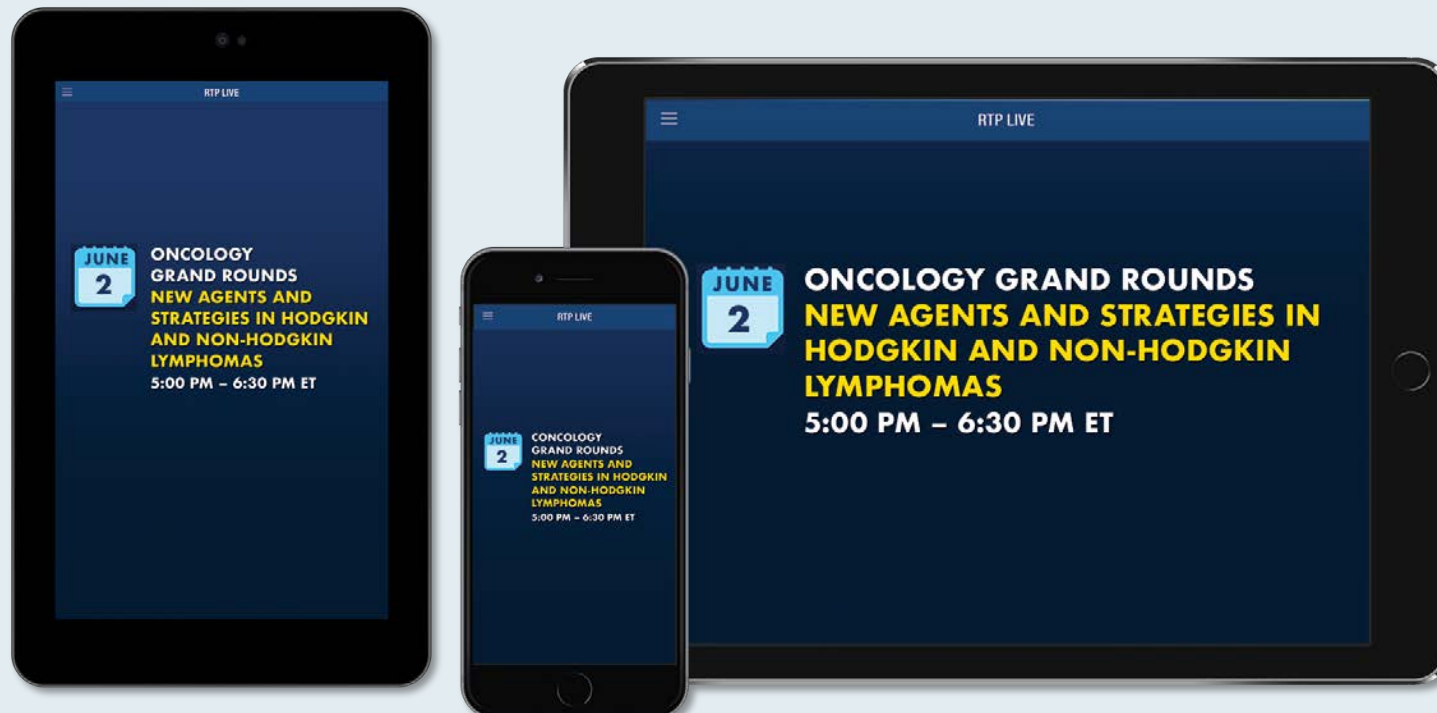 RTP LIVE
JUNE
2
ONCOLOGY
GRAND ROUNDS
NEW AGENTS AND
STRATEGIES IN HODGKIN
AND NON-HODGKIN
LYMPHOMAS
5:00 PM – 6:30 PM ET
RTP LIVE
JUNE
2
CONCOLOGY
GRAND ROUNDS
NEW AGENTS AND
STRATEGIES IN HODGKIN
AND NON-HODGKIN
LYMPHOMAS
5:00 PM – 6:30 PM ET
RTP LIVE
JUNE
2
ONCOLOGY GRAND ROUNDS
NEW AGENTS AND STRATEGIES IN
HODGKIN AND NON-HODGKIN
LYMPHOMAS
5:00 PM – 6:30 PM ET